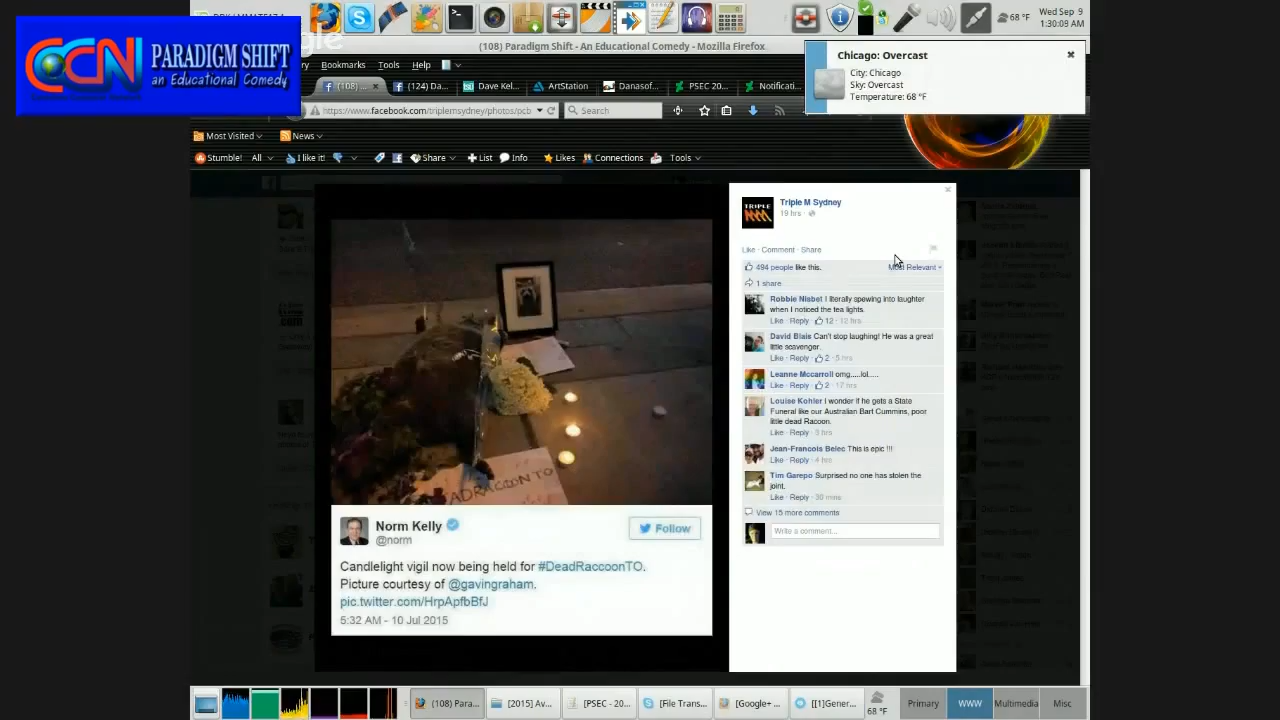 Wed Sep 9
68 °F
1:30:09 AM
CCN
PARADIGM SHIFT
an Educational Comedy
(108) Paradigm Shift - An Educational Comedy - Mozilla Firefox
Chicago: Overcast
City: Chicago
Sky: Overcast
Temperature: 68 °F
Bookmarks Tools Help
(108) ...
(124) Da...
Dave Kel...
ArtStation
Danasof...
PSEC 20...
Notificati...
https://www.facebook.com/triplemsydney/photos/pcb
Search
Most Visited
News
Stumble! All I like it! Share List Info Likes Connections Tools
TRIPLE
Triple M Sydney
19 hrs
Like · Comment · Share
494 people like this.
Most Relevant
1 share
Robbie Nisbet I literally spewing into laughter
when I noticed the tea lights.
Like · Reply · 12 · 12 hrs
David Blais Can't stop laughing! He was a great
little scavenger.
Like · Reply · 2 · 5 hrs
Leanne Mccarroll omg.....lol.....
Like · Reply · 2 · 17 hrs
Louise Kohler I wonder if he gets a State
Funeral like our Australian Bart Cummins, poor
little dead Racoon.
Like · Reply · 3 hrs
Jean-Francois Belec This is epic !!!
Like · Reply · 4 hrs
Tim Garepo Surprised no one has stolen the
joint.
Like · Reply · 30 mins
View 15 more comments
Write a comment...
ADRACOON TO
Norm Kelly
@norm
Follow
Candlelight vigil now being held for #DeadRaccoonTO.
Picture courtesy of @gavingraham.
pic.twitter.com/HrpApfbBfJ
5:32 AM - 10 Jul 2015
(108) Para...
[2015] Av...
[PSEC - 20...
[File Trans...
[Google+ ...
[[1]Gener...
68 °F
Primary
WWW
Multimedia
Misc